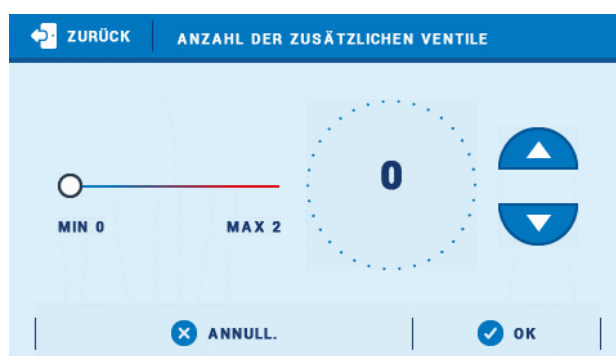 ZURÜCK ANZAHL DER ZUSÄTZLICHEN VENTILE
0
MIN 0 MAX 2
ANNULL. OK